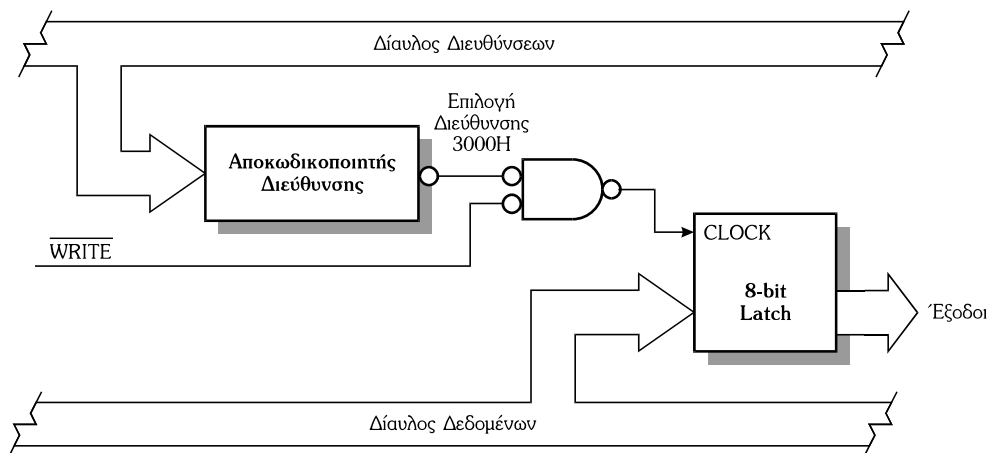 Δίαυλος Διευθύνσεων
Επιλογή
Διεύθυνσης
3000H
Αποκωδικοποιητής
Διεύθυνσης
WRITE
CLOCK
8-bit
Latch
Έξοδοι
Δίαυλος Δεδομένων